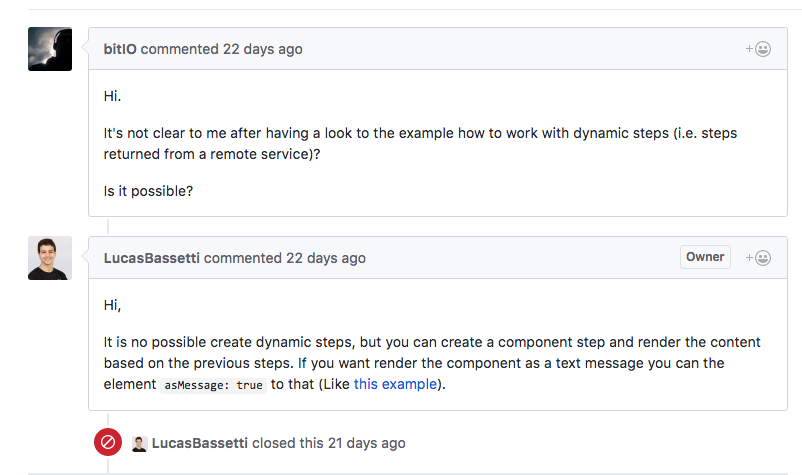 bitIO commented 22 days ago
Hi.
It's not clear to me after having a look to the example how to work with dynamic steps (i.e. steps
returned from a remote service)?
Is it possible?
LucasBassetti commented 22 days ago Owner
Hi,
It is no possible create dynamic steps, but you can create a component step and render the content
based on the previous steps. If you want render the component as a text message you can the
element asMessage: true to that (Like this example).
LucasBassetti closed this 21 days ago